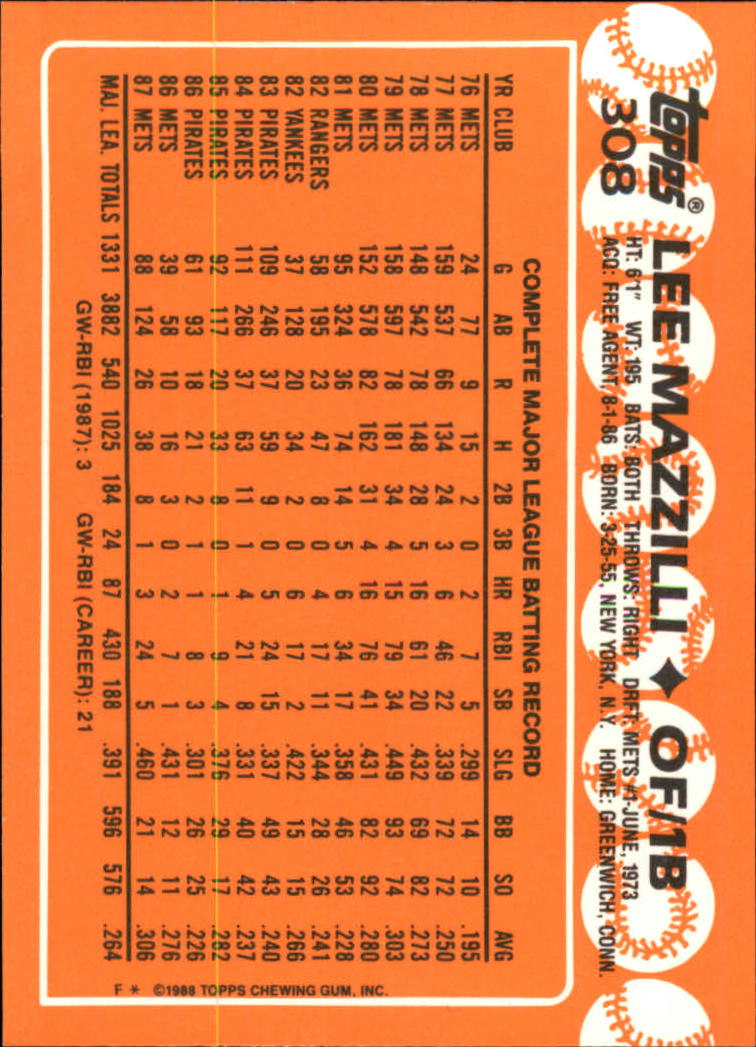 topps® LEE MAZZILLI ◆ OF/1B
308 HT: 6'1" WT: 195 BATS: BOTH THROWS: RIGHT DRFT: METS #1-JUNE, 1973
ACQ: FREE AGENT, 8-1-86 BORN: 3-25-55, NEW YORK, N.Y. HOME: GREENWICH, CONN.
COMPLETE MAJOR LEAGUE BATTING RECORD
YR CLUB G AB R H 2B 3B HR RBI SB SLG BB SO AVG
76 METS 24 77 9 15 2 0 2 7 5 .299 14 10 .195
77 METS 159 537 66 134 24 3 6 46 22 .339 72 72 .250
78 METS 148 542 78 148 28 5 16 61 20 .432 69 82 .273
79 METS 158 597 78 181 34 4 15 79 34 .449 93 74 .303
80 METS 152 578 82 162 31 4 16 76 41 .431 82 92 .280
81 METS 95 324 36 74 14 5 6 34 17 .358 46 53 .228
82 RANGERS 58 195 23 47 8 0 4 17 11 .344 28 26 .241
82 YANKEES 37 128 20 34 2 0 6 17 2 .422 15 15 .266
83 PIRATES 109 246 37 59 9 0 5 24 15 .337 49 43 .240
84 PIRATES 111 266 37 63 11 1 4 21 8 .331 40 42 .237
85 PIRATES 92 117 20 33 8 0 1 9 4 .376 29 17 .282
86 PIRATES 61 93 18 21 2 1 1 8 3 .301 26 25 .226
86 METS 39 58 10 16 3 0 2 7 1 .431 12 11 .276
87 METS 88 124 26 38 8 1 3 24 5 .460 21 14 .306
MAJ. LEA. TOTALS 1331 3882 540 1025 184 24 87 430 188 .391 596 576 .264
GW-RBI (1987): 3 GW-RBI (CAREER): 21
F * ©1988 TOPPS CHEWING GUM, INC.